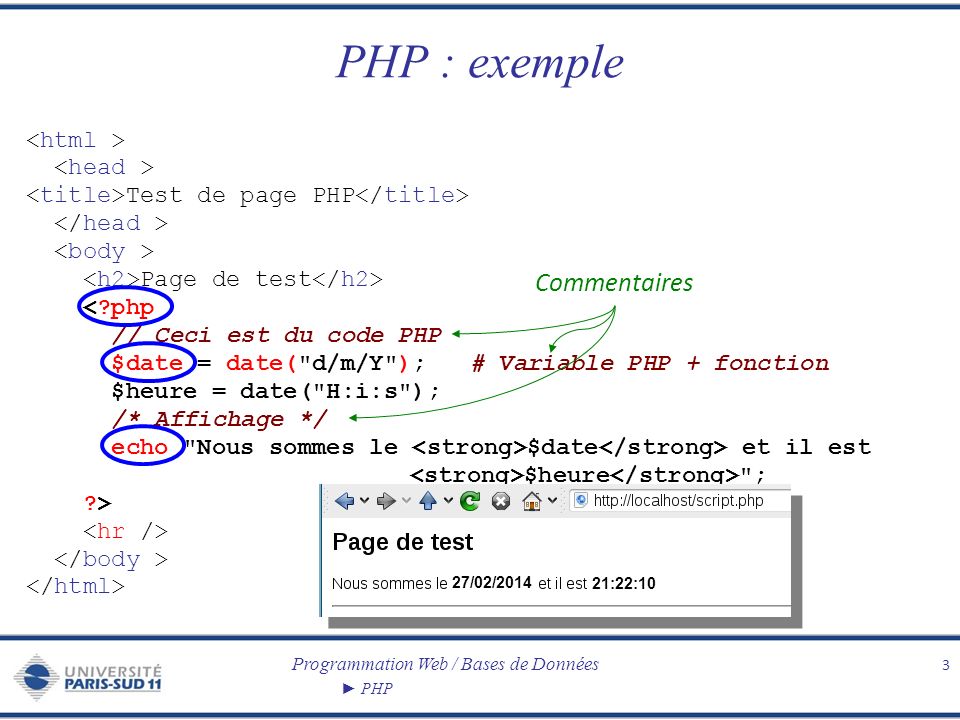 PHP : exemple
<html >
<head >
<title>Test de page PHP</title>
</head >
<body >
<h2>Page de test</h2>
Commentaires
<?php
// Ceci est du code PHP
$date = date("d/m/Y");   # Variable PHP + fonction
$heure = date("H:i:s");
/* Affichage */
echo "Nous sommes le <strong>$date</strong> et il est
<strong>$heure</strong>";
?>
<hr />
</body >
</html>
http://localhost/script.php
Page de test
Nous sommes le 27/02/2014 et il est 21:22:10
UNIVERSITÉ
PARIS-SUD 11
Programmation Web / Bases de Données
► PHP
3